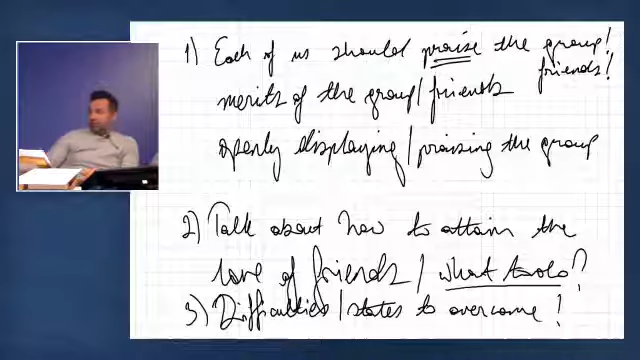 1) Each of us should praise the group!
friends!
merits of the group/friends
openly displaying/praising the group
2) Talk about how to attain the
love of friends/what tools?
3) Difficulties/states to overcome!